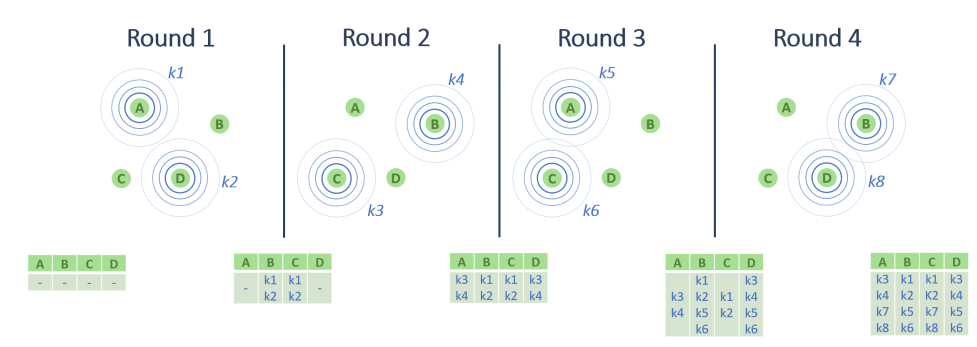 Round 1 Round 2 Round 3 Round 4
k1 k4 k5 k7
A A B A A B
B B
C D C D C D C D
k2 k3 k6 k8
A B C D
- - - -
A B C D
- k1 k1 -
k2 k2
A B C D
k3 k1 k1 k3
k4 k2 k2 k4
A B C D
k1 k3
k3 k2 k1 k4
k4 k5 k2 k5
k6 k6
A B C D
k3 k1 k1 k3
k4 k2 K2 k4
k7 k5 k7 k5
k8 k6 k8 k6